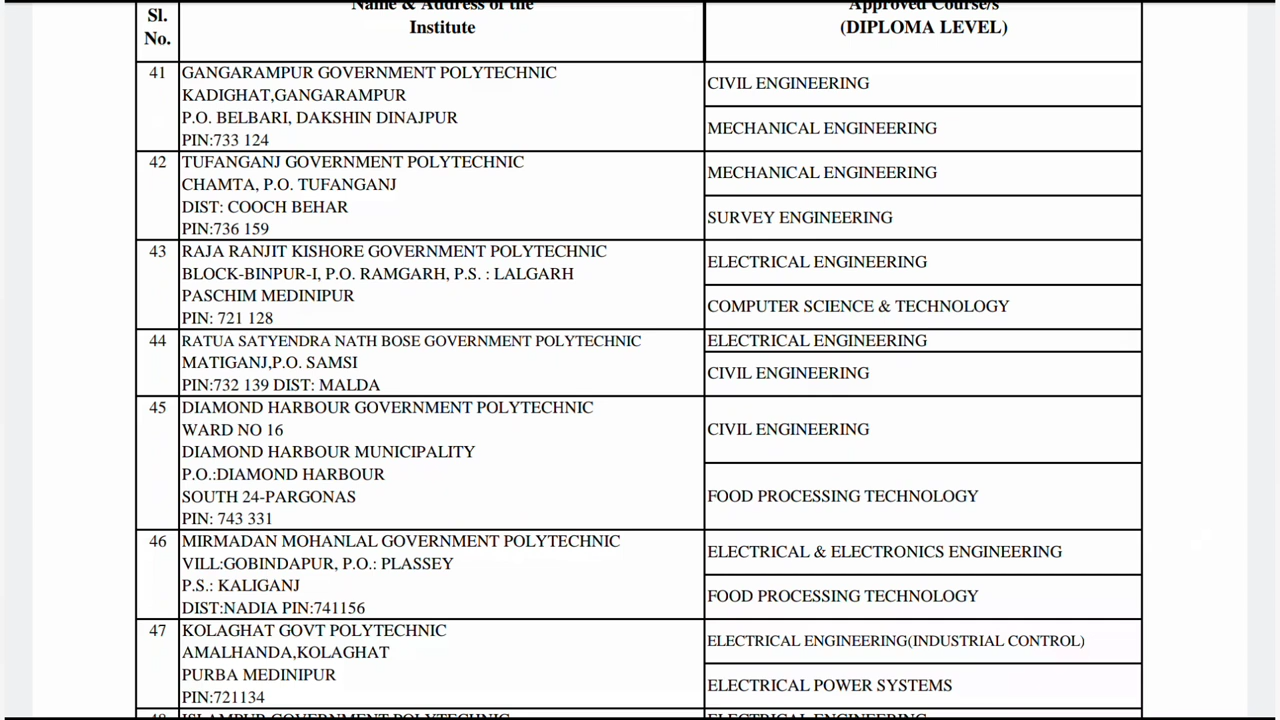 Sl.
No.
Name & Address of the
Institute
Approved Course/s
(DIPLOMA LEVEL)
41
GANGARAMPUR GOVERNMENT POLYTECHNIC
KADIGHAT,GANGARAMPUR
P.O. BELBARI, DAKSHIN DINAJPUR
PIN:733 124
CIVIL ENGINEERING
MECHANICAL ENGINEERING
42
TUFANGANJ GOVERNMENT POLYTECHNIC
CHAMTA, P.O. TUFANGANJ
DIST: COOCH BEHAR
PIN:736 159
MECHANICAL ENGINEERING
SURVEY ENGINEERING
43
RAJA RANJIT KISHORE GOVERNMENT POLYTECHNIC
BLOCK-BINPUR-I, P.O. RAMGARH, P.S. : LALGARH
PASCHIM MEDINIPUR
PIN: 721 128
ELECTRICAL ENGINEERING
COMPUTER SCIENCE & TECHNOLOGY
44
RATUA SATYENDRA NATH BOSE GOVERNMENT POLYTECHNIC
MATIGANJ,P.O. SAMSI
PIN:732 139 DIST: MALDA
ELECTRICAL ENGINEERING
CIVIL ENGINEERING
45
DIAMOND HARBOUR GOVERNMENT POLYTECHNIC
WARD NO 16
DIAMOND HARBOUR MUNICIPALITY
P.O.:DIAMOND HARBOUR
SOUTH 24-PARGONAS
PIN: 743 331
CIVIL ENGINEERING
FOOD PROCESSING TECHNOLOGY
46
MIRMADAN MOHANLAL GOVERNMENT POLYTECHNIC
VILL:GOBINDAPUR, P.O.: PLASSEY
P.S.: KALIGANJ
DIST:NADIA PIN:741156
ELECTRICAL & ELECTRONICS ENGINEERING
FOOD PROCESSING TECHNOLOGY
47
KOLAGHAT GOVT POLYTECHNIC
AMALHANDA,KOLAGHAT
PURBA MEDINIPUR
PIN:721134
ELECTRICAL ENGINEERING(INDUSTRIAL CONTROL)
ELECTRICAL POWER SYSTEMS
48
ISLAMPUR GOVERNMENT POLYTECHNIC
ELECTRICAL ENGINEERING